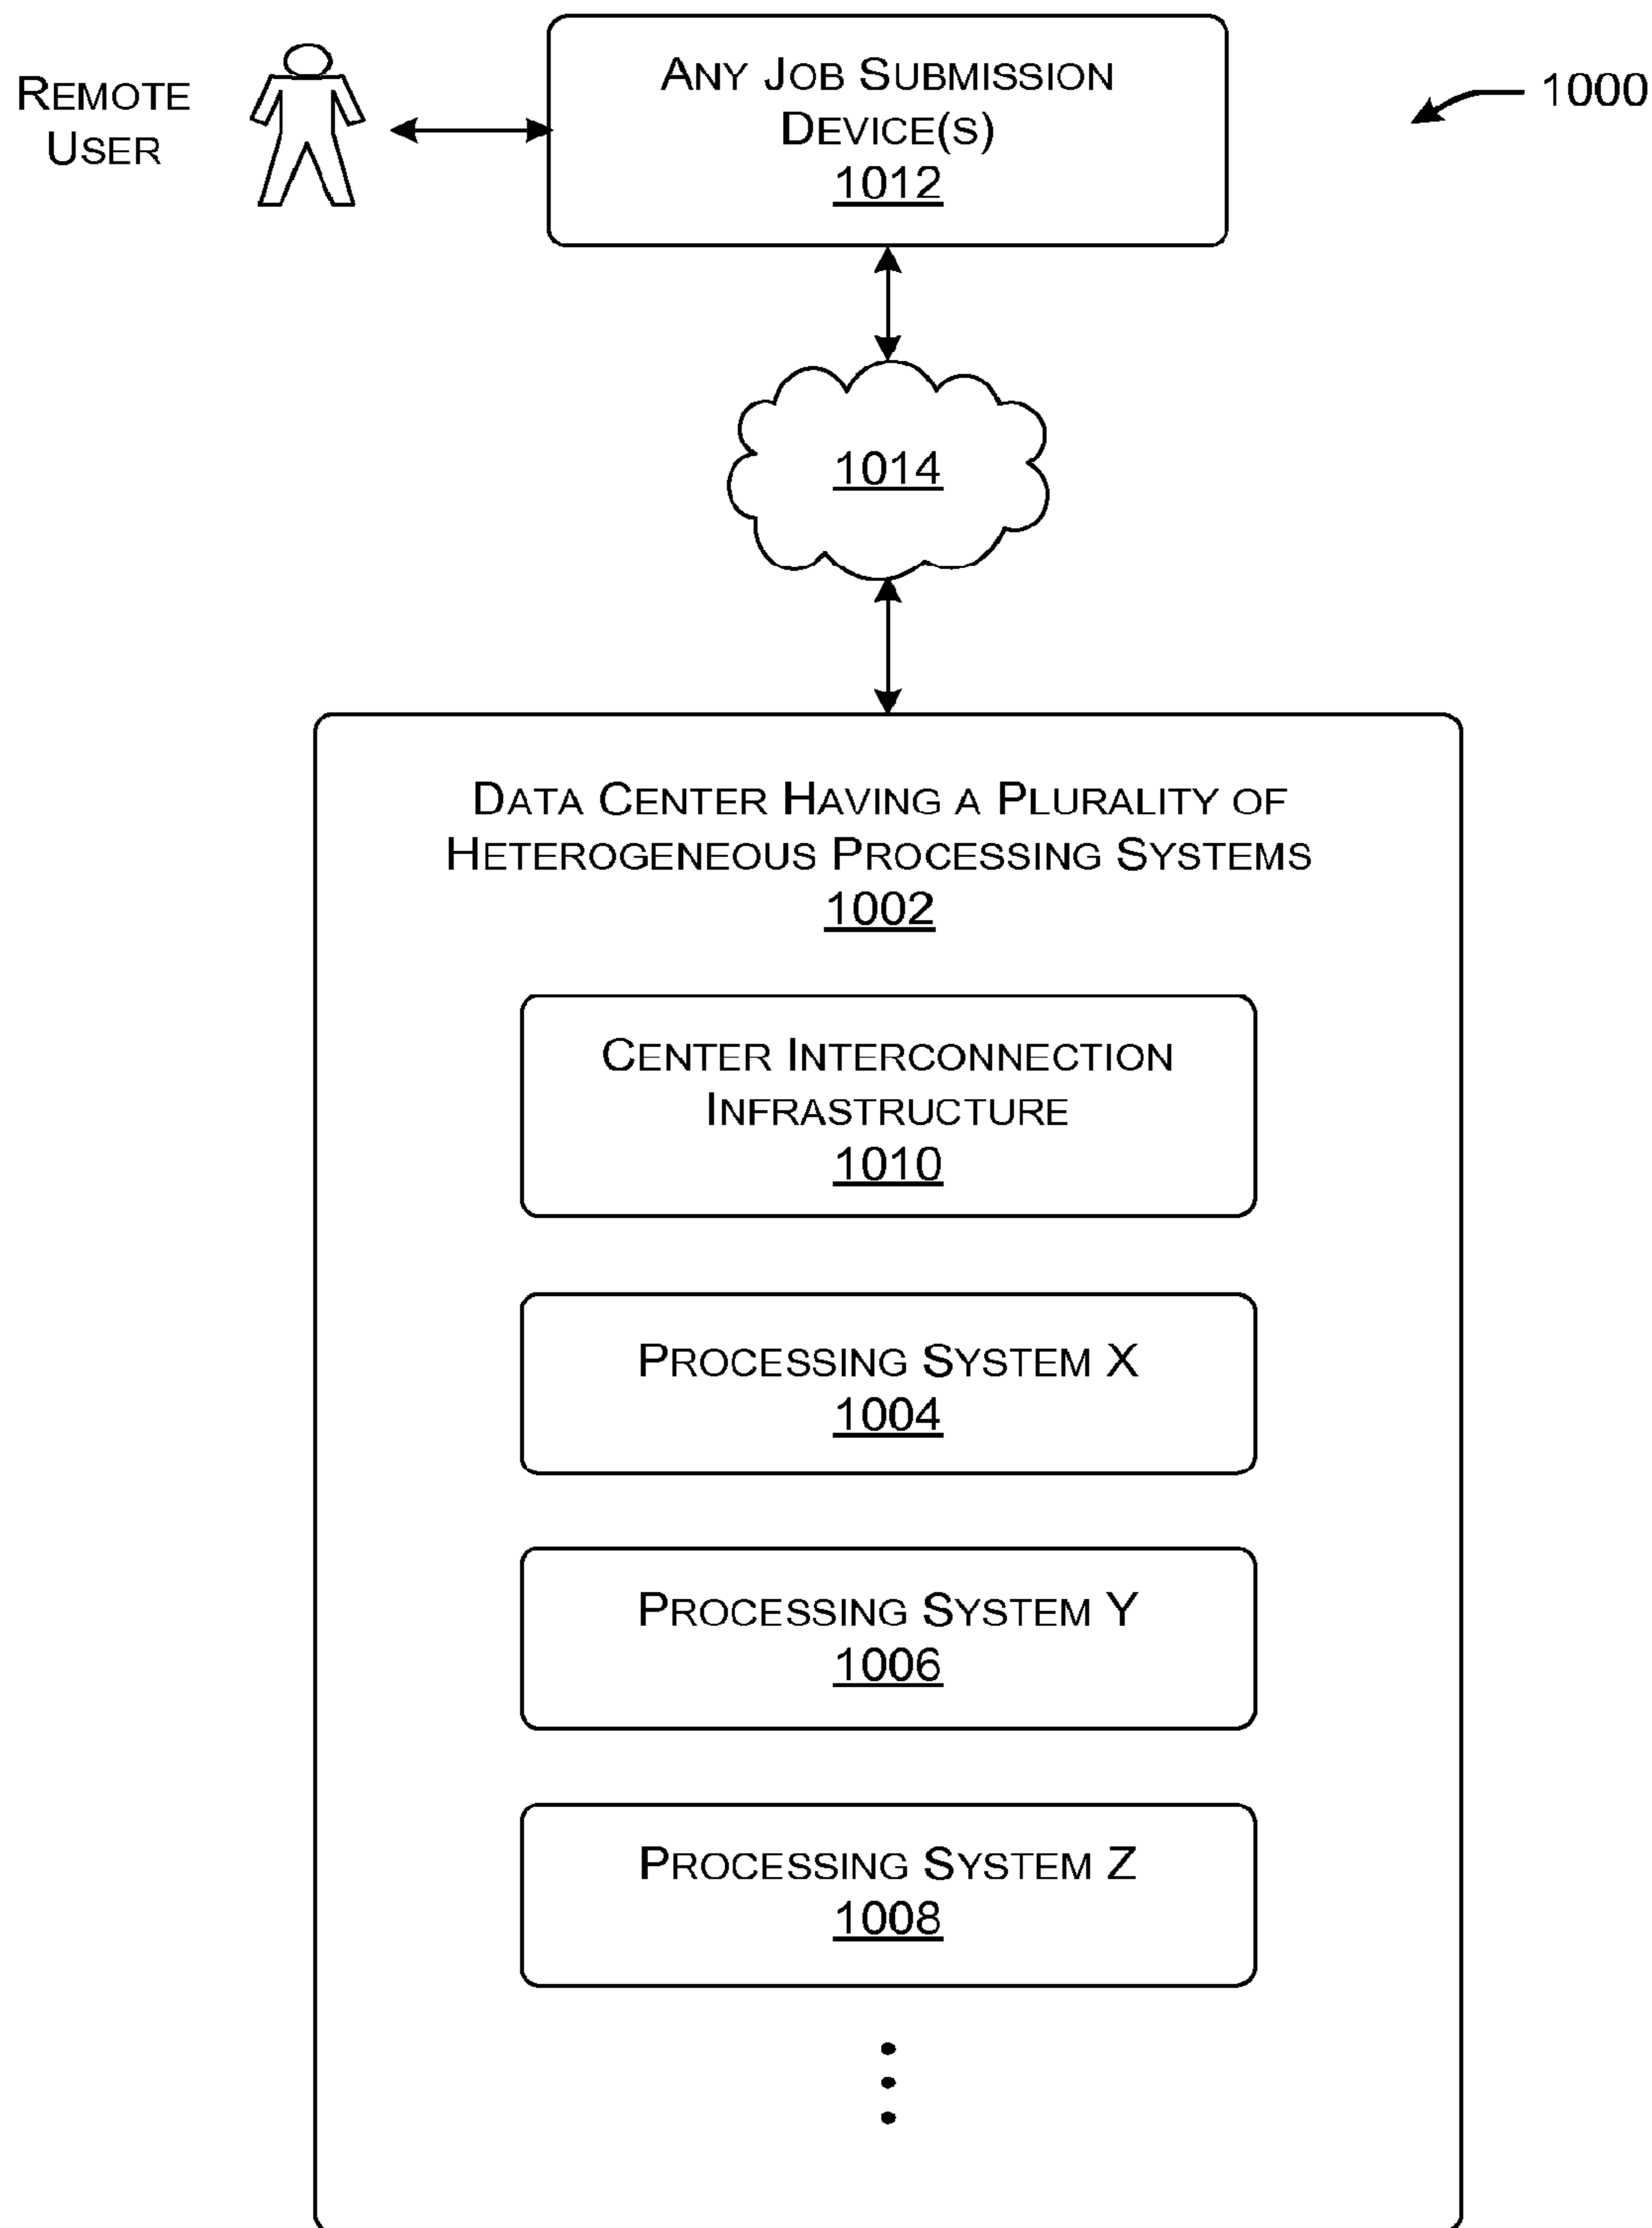 REMOTE
USER
ANY JOB SUBMISSION
DEVICE(S)
1012
1000
1014
DATA CENTER HAVING A PLURALITY OF
HETEROGENEOUS PROCESSING SYSTEMS
1002
CENTER INTERCONNECTION
INFRASTRUCTURE
1010
PROCESSING SYSTEM X
1004
PROCESSING SYSTEM Y
1006
PROCESSING SYSTEM Z
1008